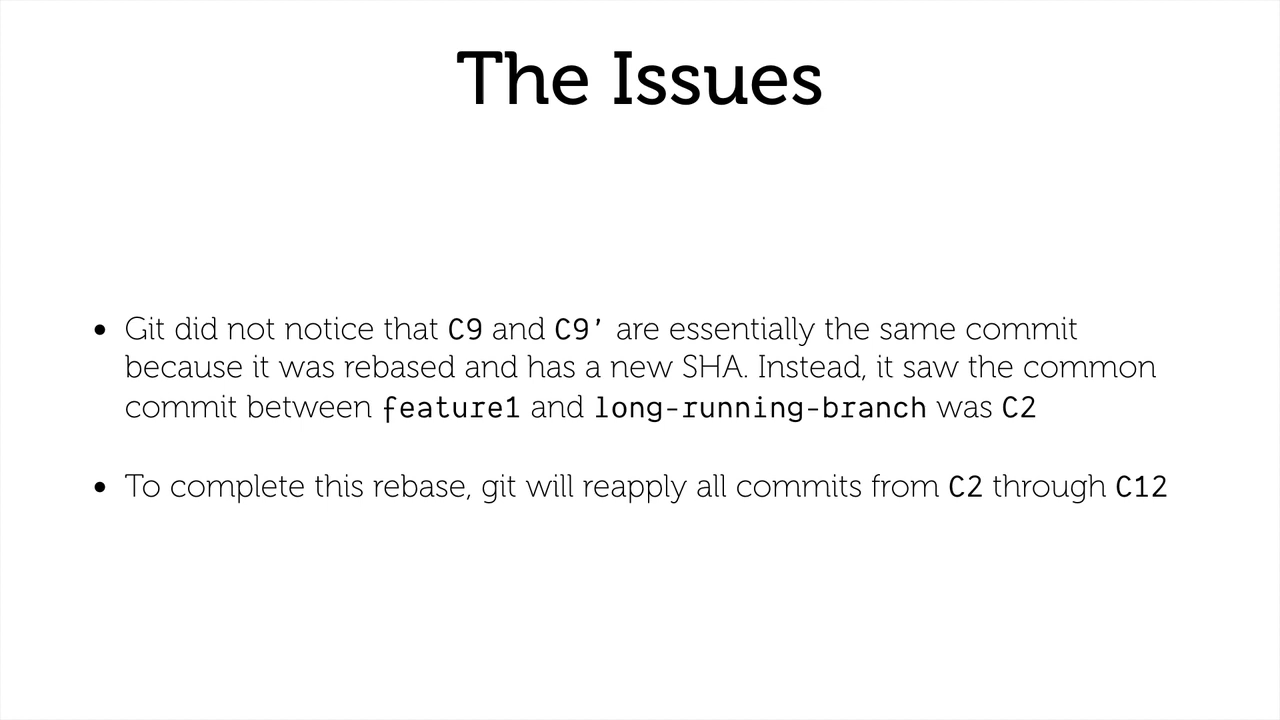 The Issues
• Git did not notice that C9 and C9’ are essentially the same commit
because it was rebased and has a new SHA. Instead, it saw the common
commit between feature1 and long-running-branch was C2
• To complete this rebase, git will reapply all commits from C2 through C12